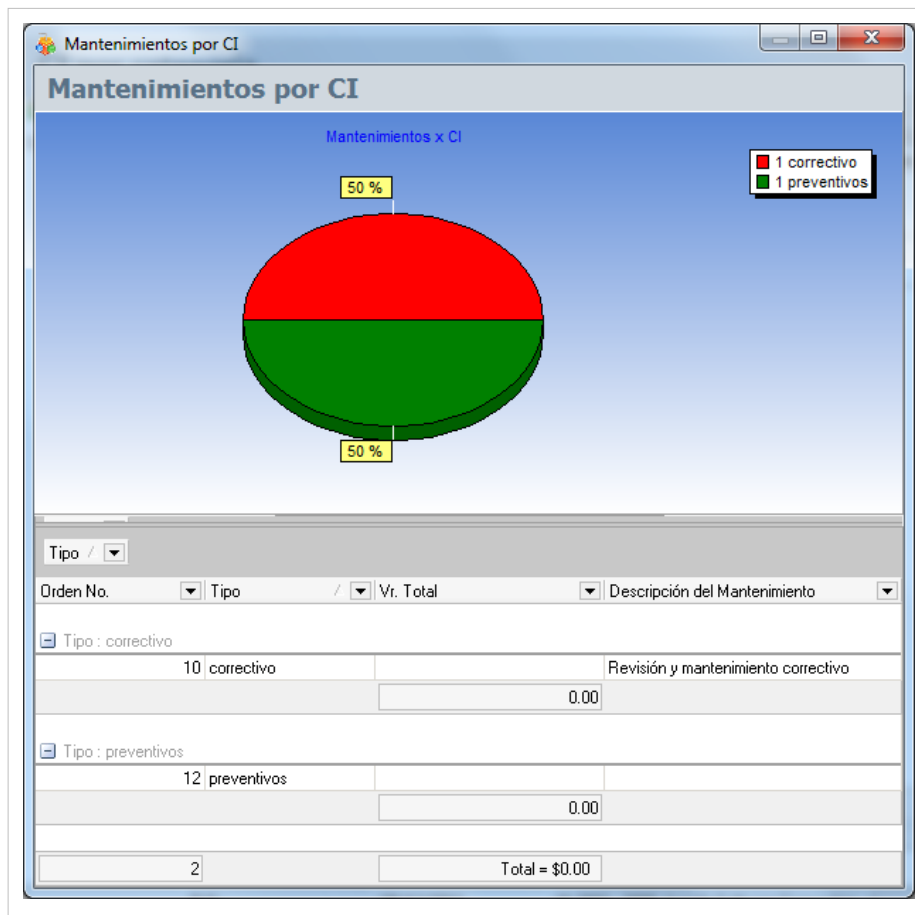 Mantenimientos por CI
Mantenimientos por CI
Mantenimientos x CI
1 correctivo
1 preventivos
50 %
50 %
Tipo /
Orden No. Tipo / Vr. Total Descripción del Mantenimiento
Tipo : correctivo
10 correctivo Revisión y mantenimiento correctivo
0.00
Tipo : preventivos
12 preventivos
0.00
2 Total = $0.00